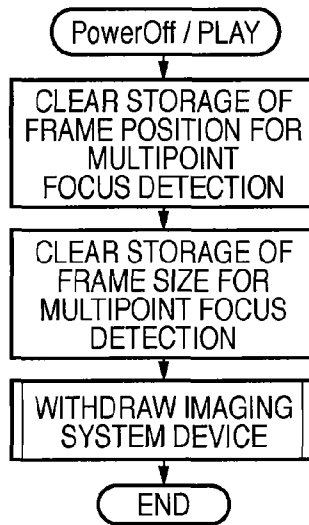 PowerOff / PLAY
CLEAR STORAGE OF
FRAME POSITION FOR
MULTIPOINT
FOCUS DETECTION
CLEAR STORAGE OF
FRAME SIZE FOR
MULTIPOINT FOCUS
DETECTION
WITHDRAW IMAGING
SYSTEM DEVICE
END